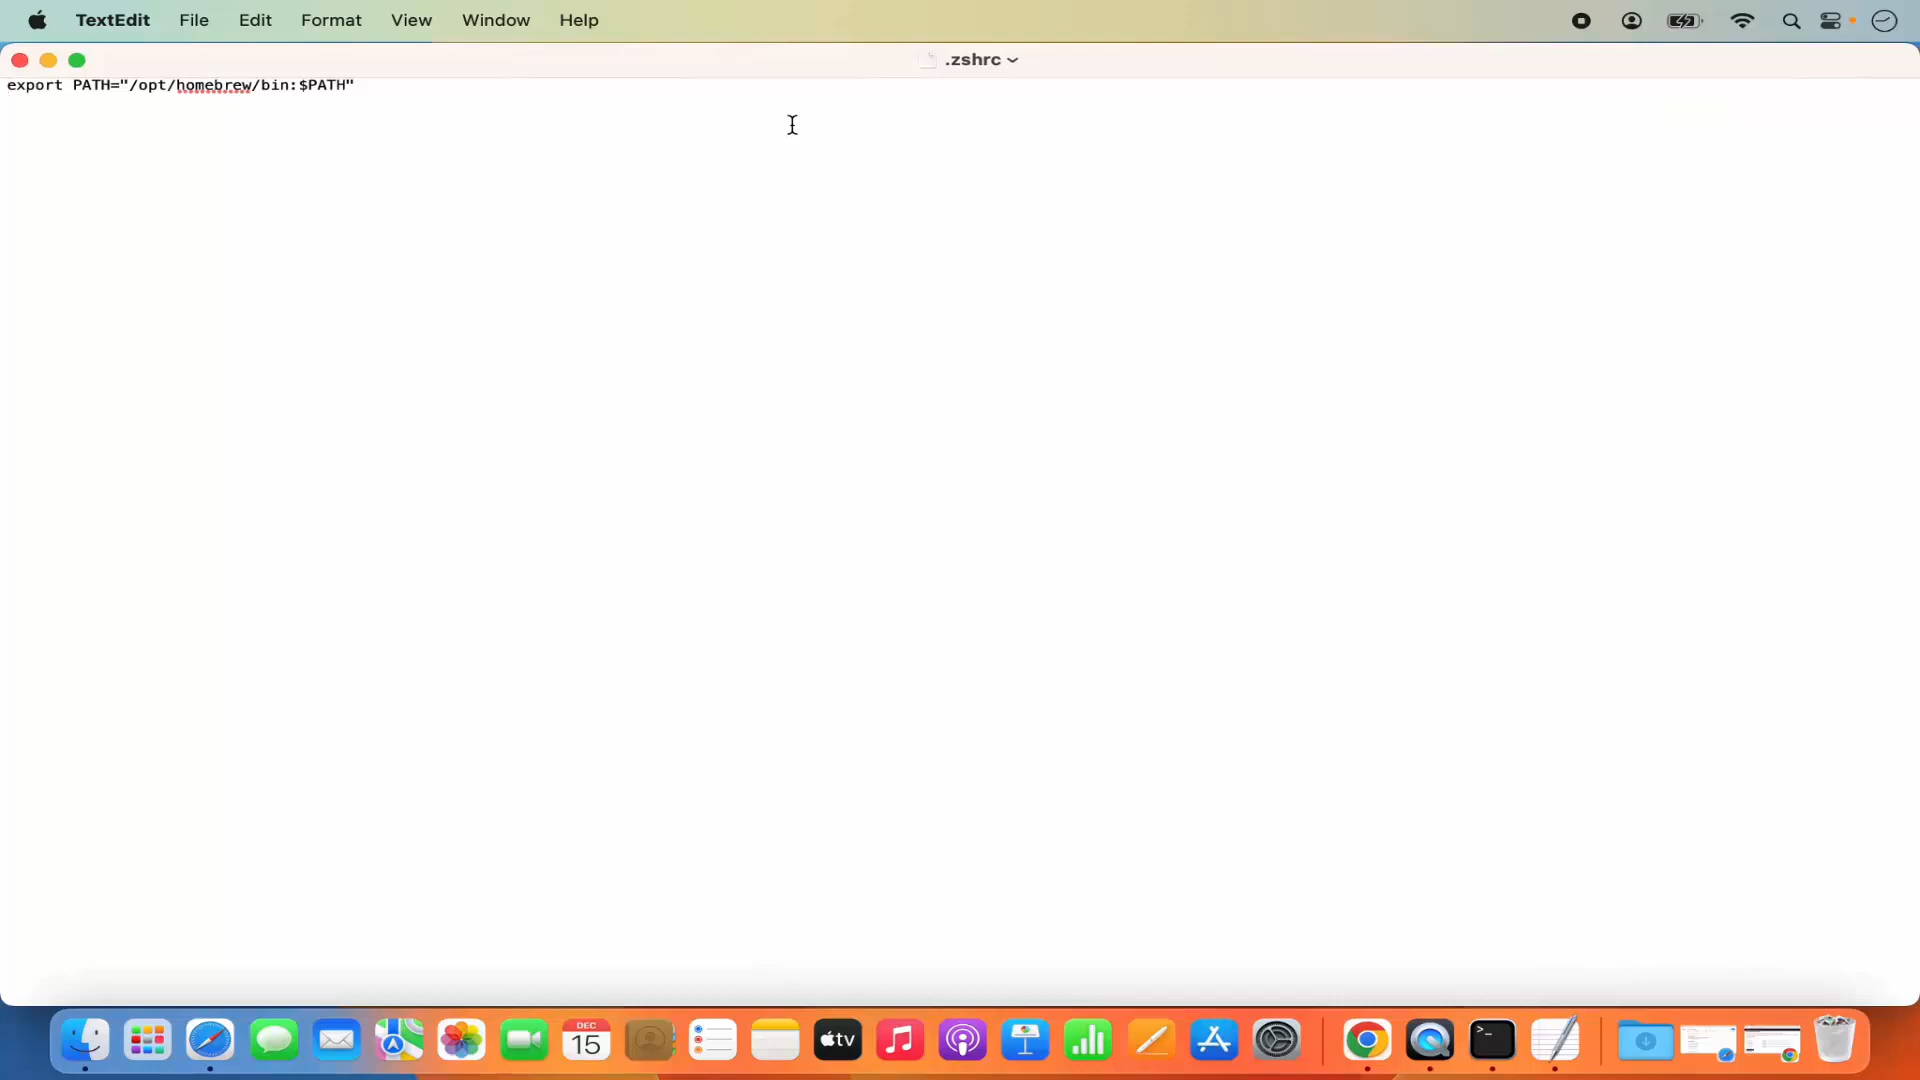 TextEdit File Edit Format View Window Help
.zshrc
export PATH="/opt/homebrew/bin:$PATH"
DEC
15
tv
>_